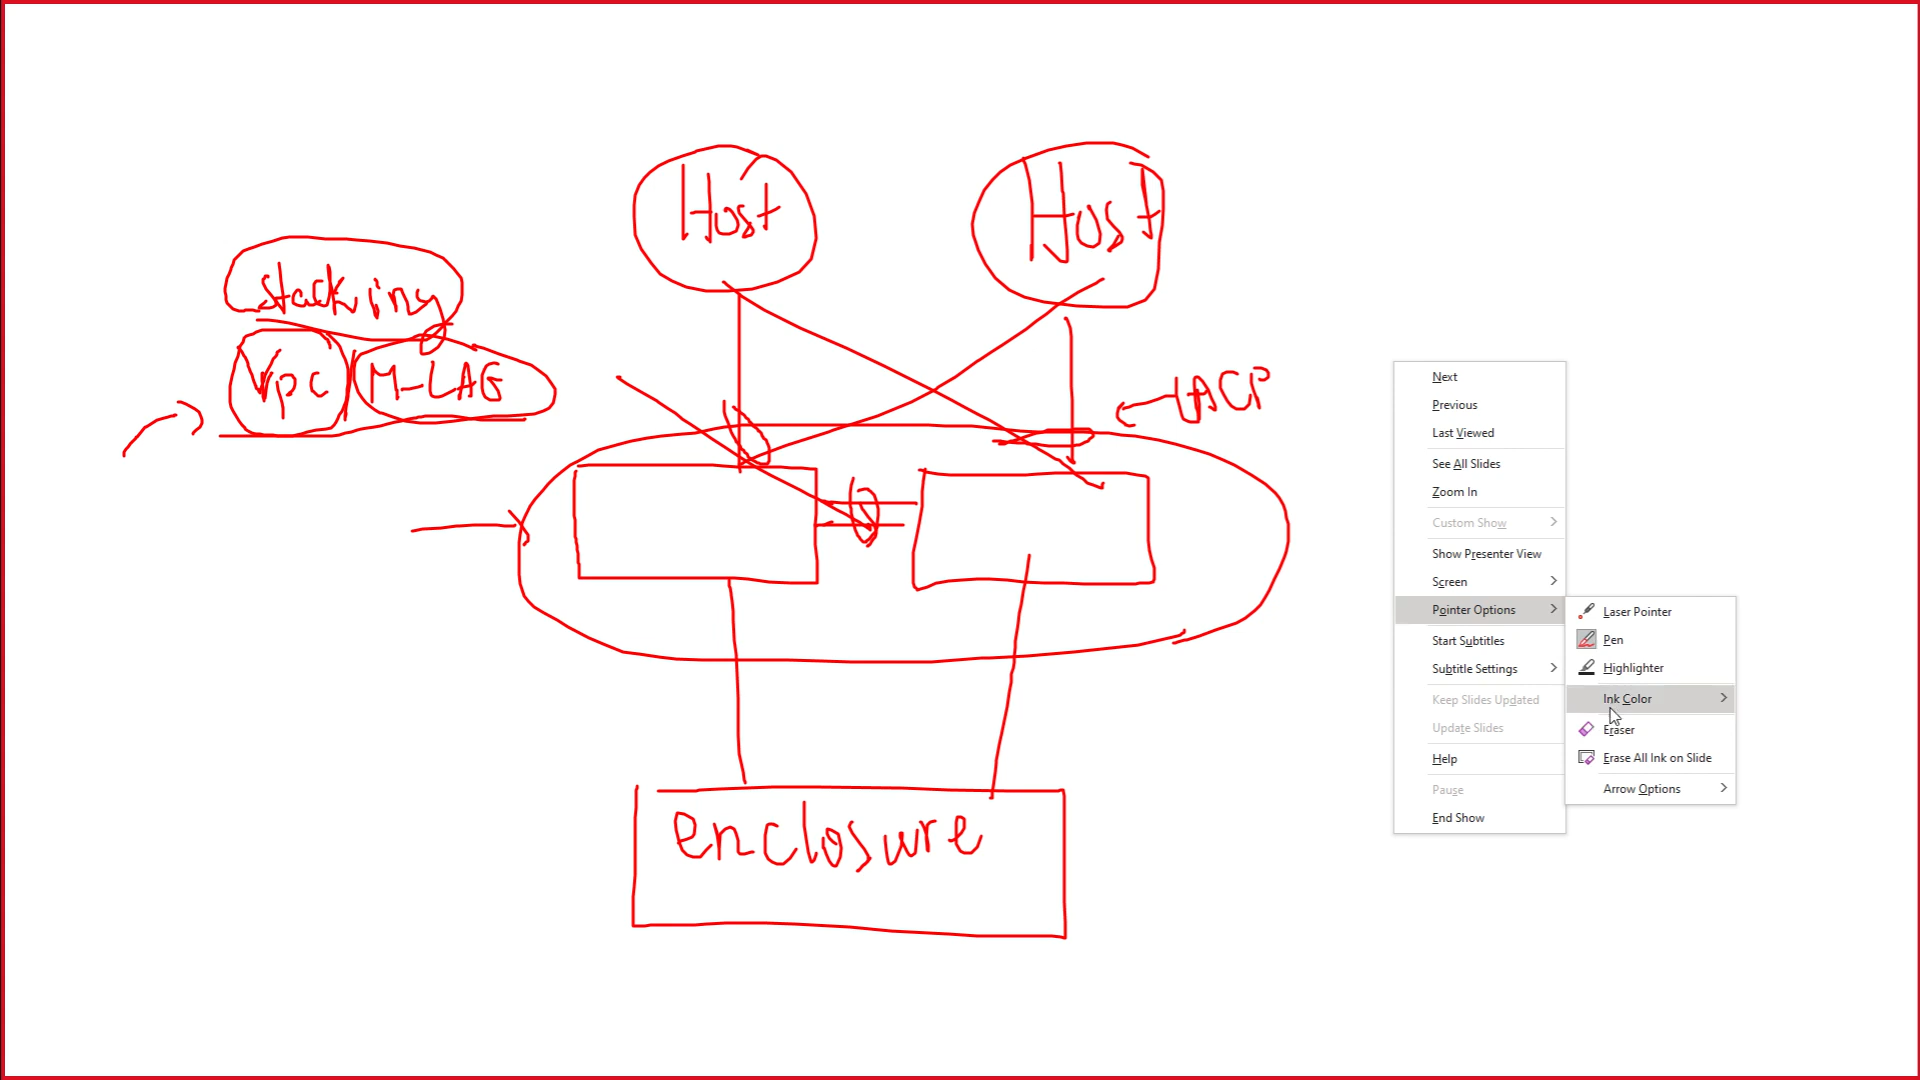 Host
Host
stacking
Vpc
M-LAG
LACP
enclosure
Next
Previous
Last Viewed
See All Slides
Zoom In
Custom Show
Show Presenter View
Screen
Pointer Options
Start Subtitles
Subtitle Settings
Keep Slides Updated
Update Slides
Help
Pause
End Show
Laser Pointer
Pen
Highlighter
Ink Color
Eraser
Erase All Ink on Slide
Arrow Options